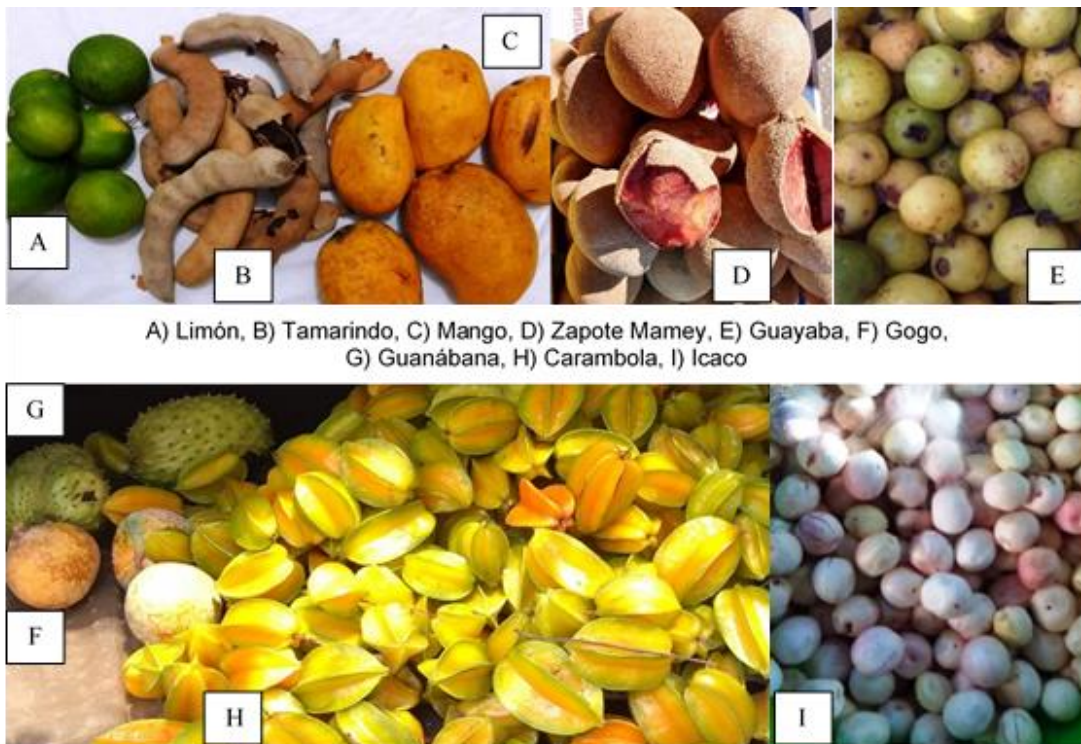 C
A
B
D
E
A) Limón, B) Tamarindo, C) Mango, D) Zapote Mamey, E) Guayaba, F) Gogo,
G) Guanábana, H) Carambola, I) Icaco
G
F
H
I